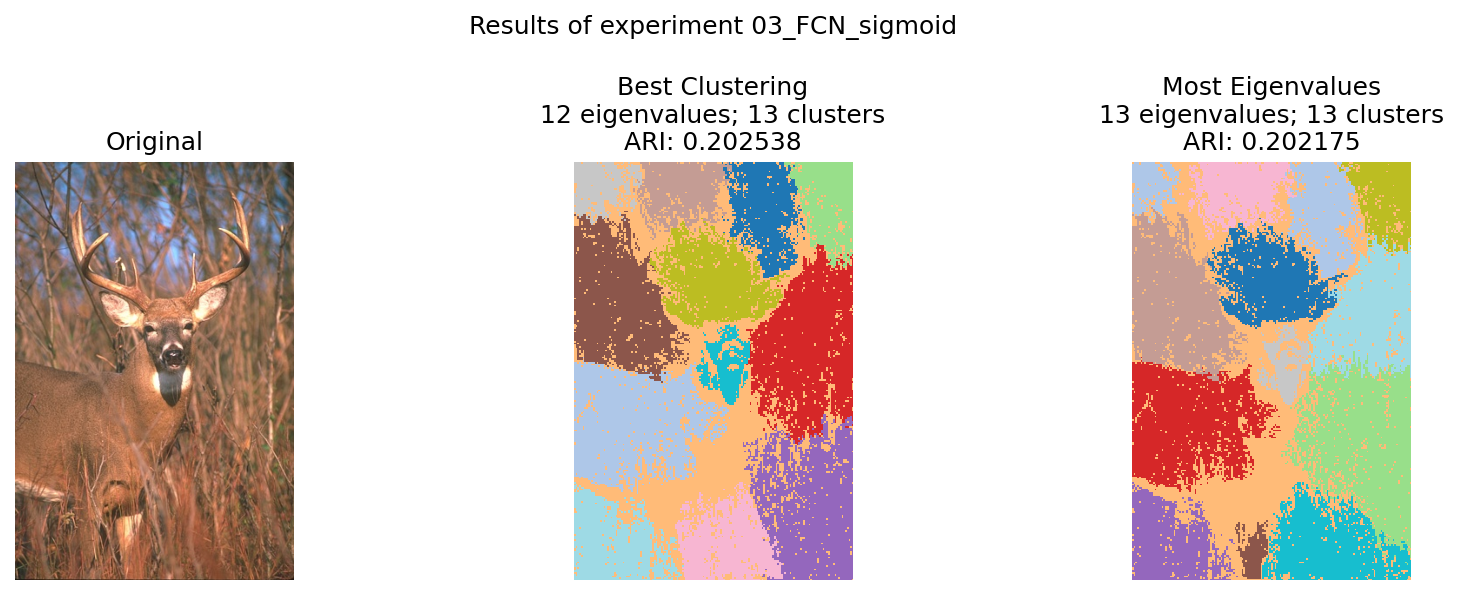 Results of experiment 03_FCN_sigmoid
Original
Best Clustering
12 eigenvalues; 13 clusters
ARI: 0.202538
Most Eigenvalues
13 eigenvalues; 13 clusters
ARI: 0.202175